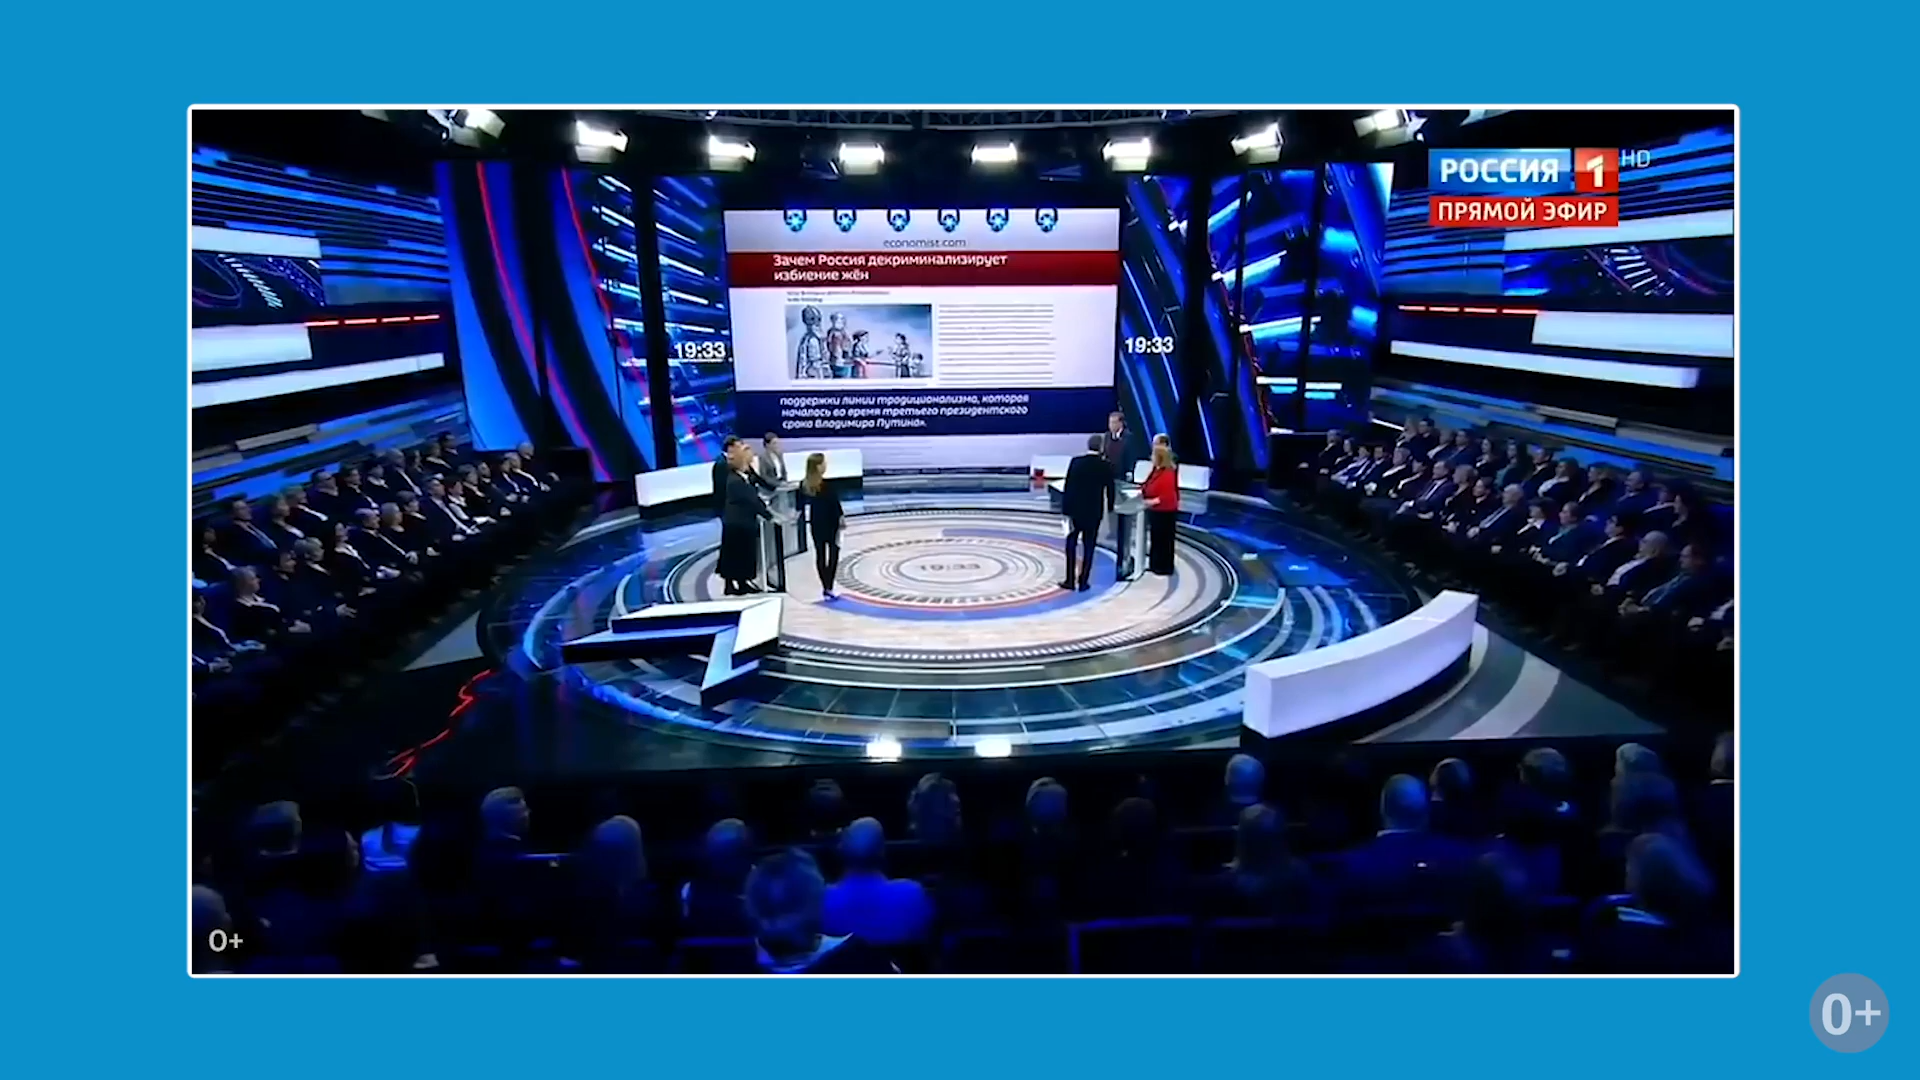 РОССИЯ 1 HD
ПРЯМОЙ ЭФИР
economist.com
Зачем Россия декриминализирует
избиение жён
19:33
19:33
поддержки линии традиционализма, которая
началась во время третьего президентского
срока Владимира Путина».
0+
0+